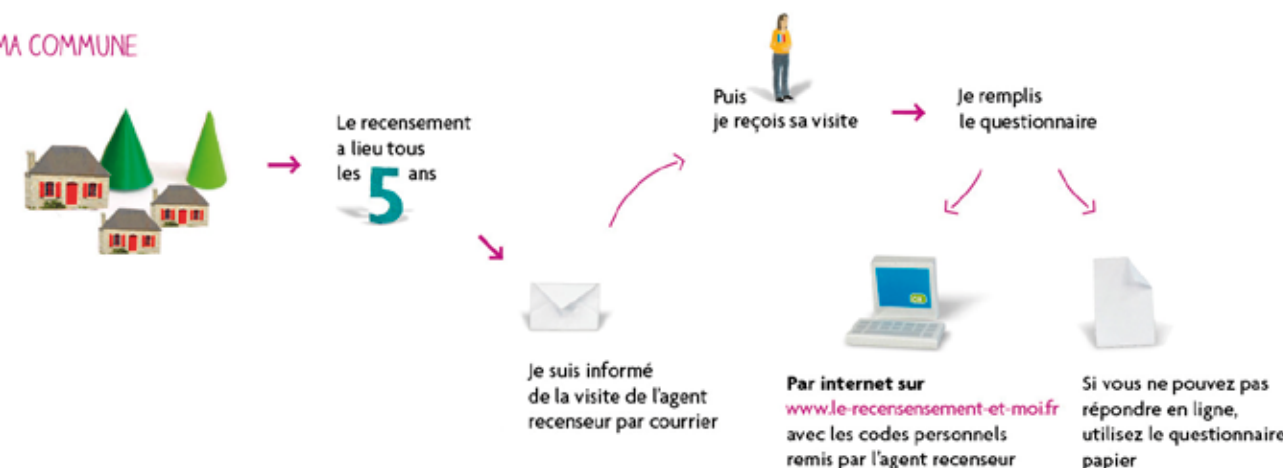 MA COMMUNE
Le recensement
a lieu tous
les 5 ans
Je suis informé
de la visite de l'agent
recenseur par courrier
Puis
je reçois sa visite
Je remplis
le questionnaire
OK
Par internet sur
www.le-recensensement-et-moi.fr
avec les codes personnels
remis par l'agent recenseur
Si vous ne pouvez pas
répondre en ligne,
utilisez le questionnaire
papier